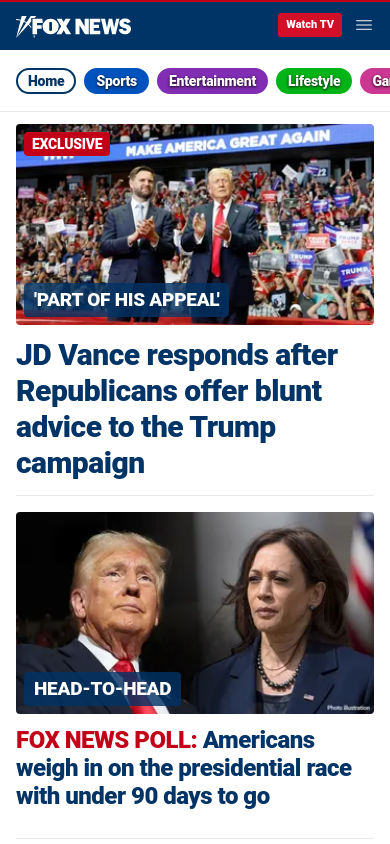 FOX NEWS
Watch TV
Home
Sports
Entertainment
Lifestyle
EXCLUSIVE
MAKE AMERICA GREAT AGAIN
TRUMP
TRUMP
'PART OF HIS APPEAL'
JD Vance responds after
Republicans offer blunt
advice to the Trump
campaign
HEAD-TO-HEAD
Photo Illustration
FOX NEWS POLL: Americans
weigh in on the presidential race
with under 90 days to go